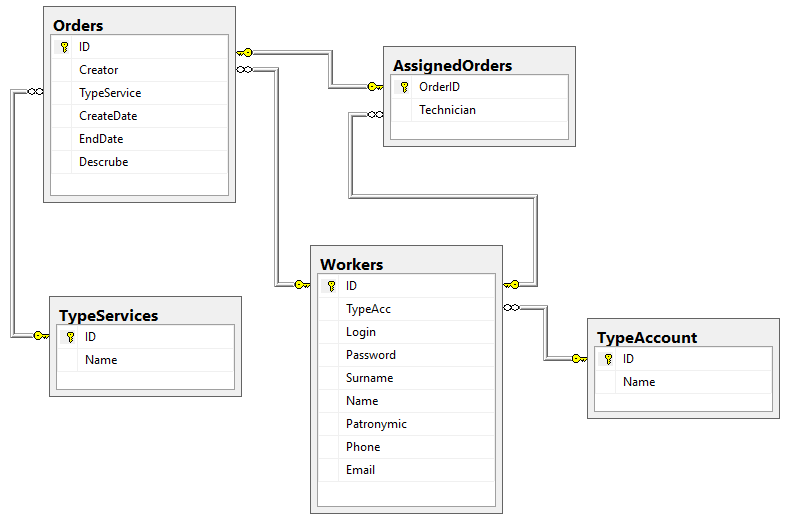 Orders
ID
Creator
TypeService
CreateDate
EndDate
Descrube
AssignedOrders
OrderID
Technician
Workers
ID
TypeAcc
Login
Password
Surname
Name
Patronymic
Phone
Email
TypeServices
ID
Name
TypeAccount
ID
Name